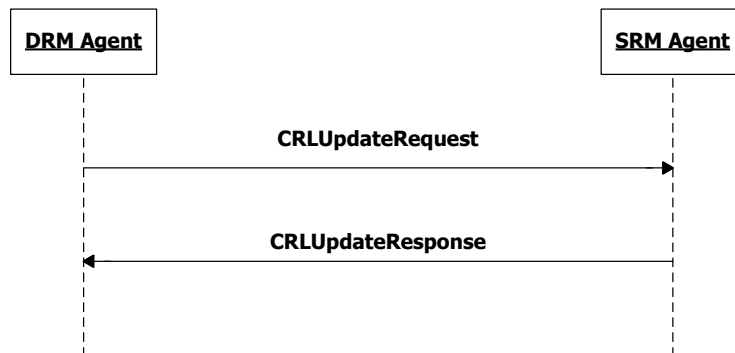 DRM Agent
SRM Agent
CRLUpdateRequest
CRLUpdateResponse